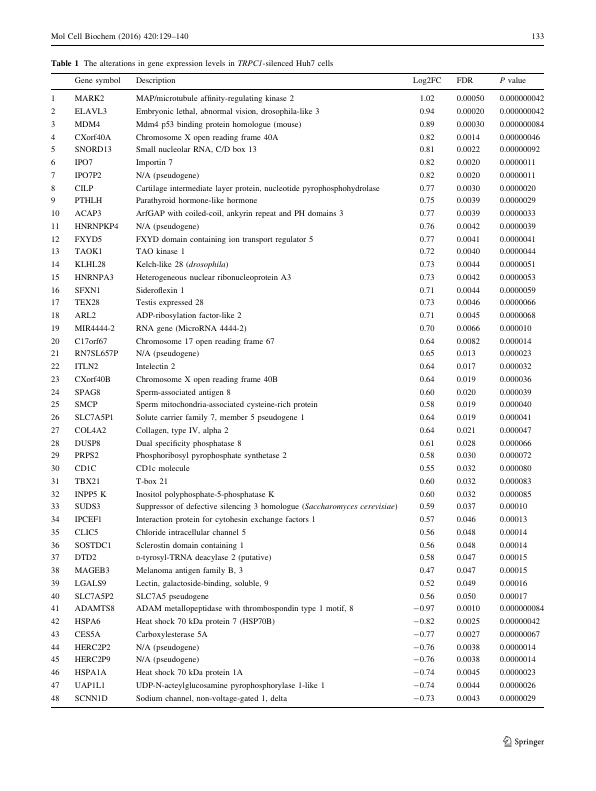 Mol Cell Biochem (2016) 420:129–140 133
Table 1 The alterations in gene expression levels in TRPC1-silenced Huh7 cells
Gene symbol Description Log2FC FDR P value
1 MARK2 MAP/microtubule affinity-regulating kinase 2 1.02 0.00050 0.000000042
2 ELAVL3 Embryonic lethal, abnormal vision, drosophila-like 3 0.94 0.00020 0.000000042
3 MDM4 Mdm4 p53 binding protein homologue (mouse) 0.89 0.00030 0.000000084
4 CXorf40A Chromosome X open reading frame 40A 0.82 0.0014 0.00000046
5 SNORD13 Small nucleolar RNA, C/D box 13 0.81 0.0022 0.00000092
6 IPO7 Importin 7 0.82 0.0020 0.0000011
7 IPO7P2 N/A (pseudogene) 0.82 0.0020 0.0000011
8 CILP Cartilage intermediate layer protein, nucleotide pyrophosphohydrolase 0.77 0.0030 0.0000020
9 PTHLH Parathyroid hormone-like hormone 0.75 0.0039 0.0000029
10 ACAP3 ArfGAP with coiled-coil, ankyrin repeat and PH domains 3 0.77 0.0039 0.0000033
11 HNRNPKP4 N/A (pseudogene) 0.76 0.0042 0.0000039
12 FXYD5 FXYD domain containing ion transport regulator 5 0.77 0.0041 0.0000041
13 TAOK1 TAO kinase 1 0.72 0.0040 0.0000044
14 KLHL28 Kelch-like 28 (drosophila) 0.73 0.0044 0.0000051
15 HNRNPA3 Heterogeneous nuclear ribonucleoprotein A3 0.73 0.0042 0.0000053
16 SFXN1 Sideroflexin 1 0.71 0.0044 0.0000059
17 TEX28 Testis expressed 28 0.73 0.0046 0.0000066
18 ARL2 ADP-ribosylation factor-like 2 0.71 0.0045 0.0000068
19 MIR4444-2 RNA gene (MicroRNA 4444-2) 0.70 0.0066 0.000010
20 C17orf67 Chromosome 17 open reading frame 67 0.64 0.0082 0.000014
21 RN7SL657P N/A (pseudogene) 0.65 0.013 0.000023
22 ITLN2 Intelectin 2 0.64 0.017 0.000032
23 CXorf40B Chromosome X open reading frame 40B 0.64 0.019 0.000036
24 SPAG8 Sperm-associated antigen 8 0.60 0.020 0.000039
25 SMCP Sperm mitochondria-associated cysteine-rich protein 0.58 0.019 0.000040
26 SLC7A5P1 Solute carrier family 7, member 5 pseudogene 1 0.64 0.019 0.000041
27 COL4A2 Collagen, type IV, alpha 2 0.64 0.021 0.000047
28 DUSP8 Dual specificity phosphatase 8 0.61 0.028 0.000066
29 PRPS2 Phosphoribosyl pyrophosphate synthetase 2 0.58 0.030 0.000072
30 CD1C CD1c molecule 0.55 0.032 0.000080
31 TBX21 T-box 21 0.60 0.032 0.000083
32 INPP5 K Inositol polyphosphate-5-phosphatase K 0.60 0.032 0.000085
33 SUDS3 Suppressor of defective silencing 3 homologue (Saccharomyces cerevisiae) 0.59 0.037 0.00010
34 IPCEF1 Interaction protein for cytohesin exchange factors 1 0.57 0.046 0.00013
35 CLIC5 Chloride intracellular channel 5 0.56 0.048 0.00014
36 SOSTDC1 Sclerostin domain containing 1 0.56 0.048 0.00014
37 DTD2 D-tyrosyl-TRNA deacylase 2 (putative) 0.58 0.047 0.00015
38 MAGEB3 Melanoma antigen family B, 3 0.47 0.047 0.00015
39 LGALS9 Lectin, galactoside-binding, soluble, 9 0.52 0.049 0.00016
40 SLC7A5P2 SLC7A5 pseudogene 0.56 0.050 0.00017
41 ADAMTS8 ADAM metallopeptidase with thrombospondin type 1 motif, 8 −0.97 0.0010 0.000000084
42 HSPA6 Heat shock 70 kDa protein 7 (HSP70B) −0.82 0.0025 0.00000042
43 CES5A Carboxylesterase 5A −0.77 0.0027 0.00000067
44 HERC2P2 N/A (pseudogene) −0.76 0.0038 0.0000014
45 HERC2P9 N/A (pseudogene) −0.76 0.0038 0.0000014
46 HSPA1A Heat shock 70 kDa protein 1A −0.74 0.0045 0.0000023
47 UAP1L1 UDP-N-acteylglucosamine pyrophosphorylase 1-like 1 −0.74 0.0044 0.0000026
48 SCNN1D Sodium channel, non-voltage-gated 1, delta −0.73 0.0043 0.0000029
Springer